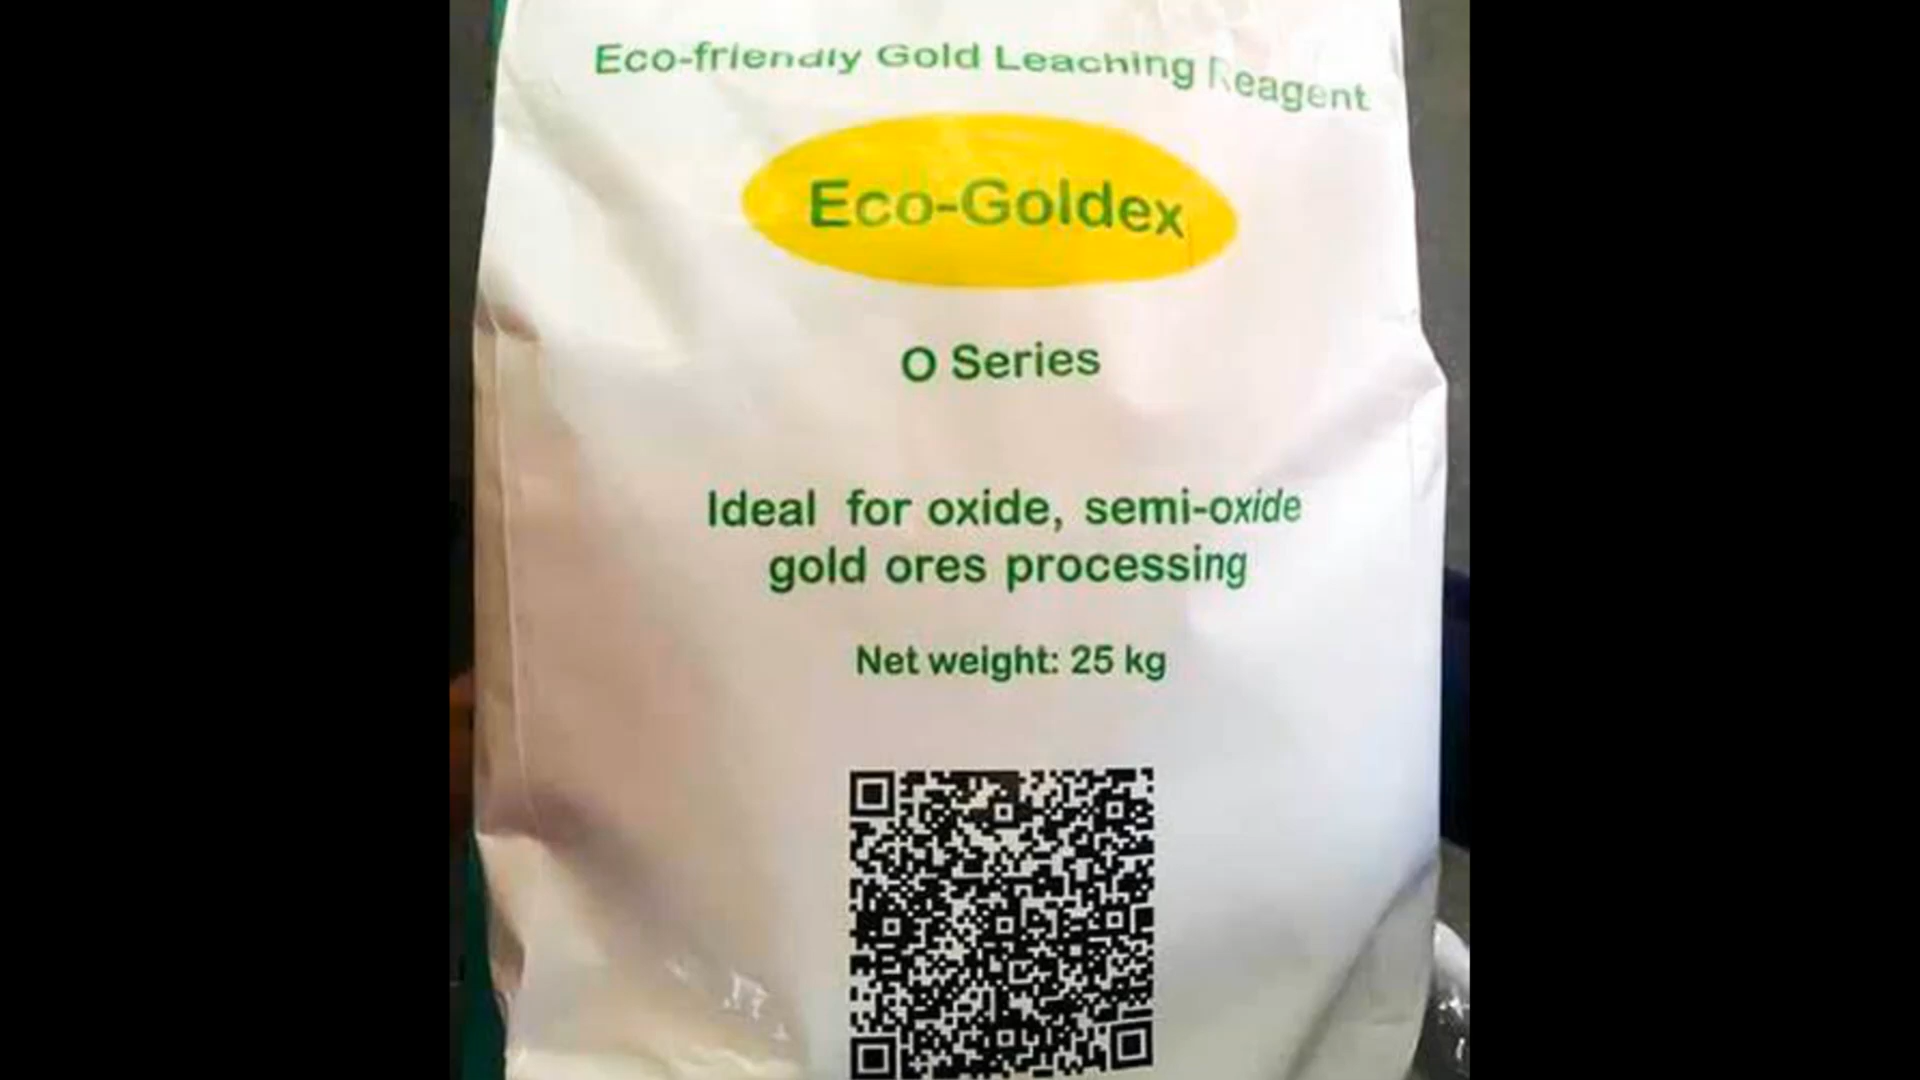 Eco-friendly Gold Leaching Reagent
Eco-Goldex
O Series
Ideal for oxide, semi-oxide
gold ores processing
Net weight: 25 kg